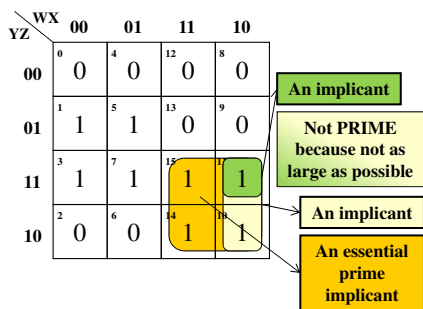 WX
YZ
00 01 11 10
00
0 4 12 8
0 0 0 0
01
1 5 13 9
1 1 0 0
11
3 7 15
1 1 1 1
10
2 6 14 10
0 0 1 1
An implicant
Not PRIME
because not as
large as possible
An implicant
An essential
prime
implicant